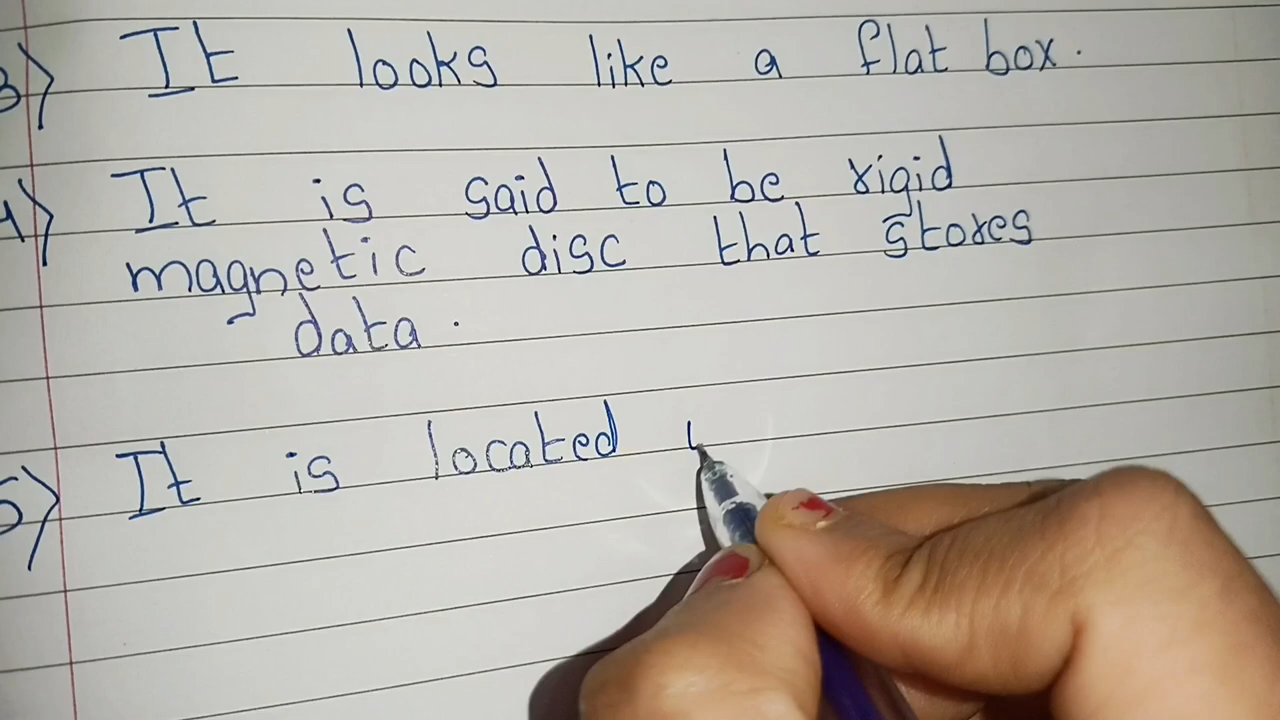 3) It looks like a flat box.
4) It is said to be rigid
magnetic disc that stores
data.
5) It is located